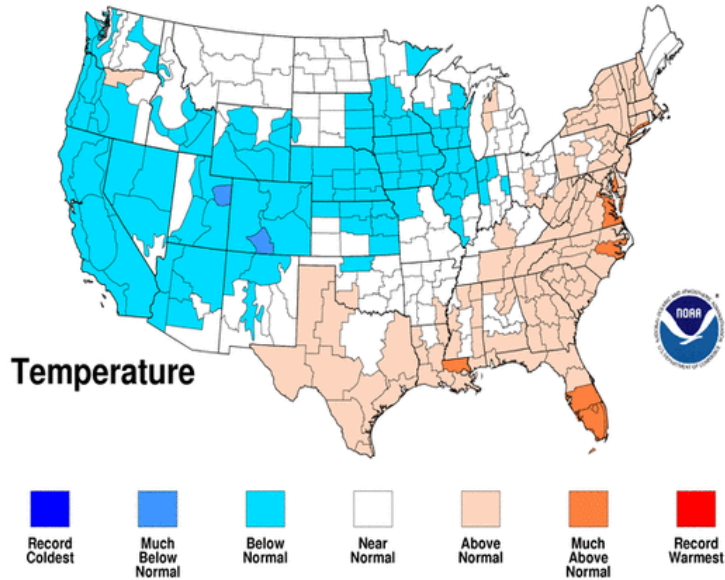 NOAA
Temperature
Record
Coldest
Much
Below
Normal
Below
Normal
Near
Normal
Above
Normal
Much
Above
Normal
Record
Warmest